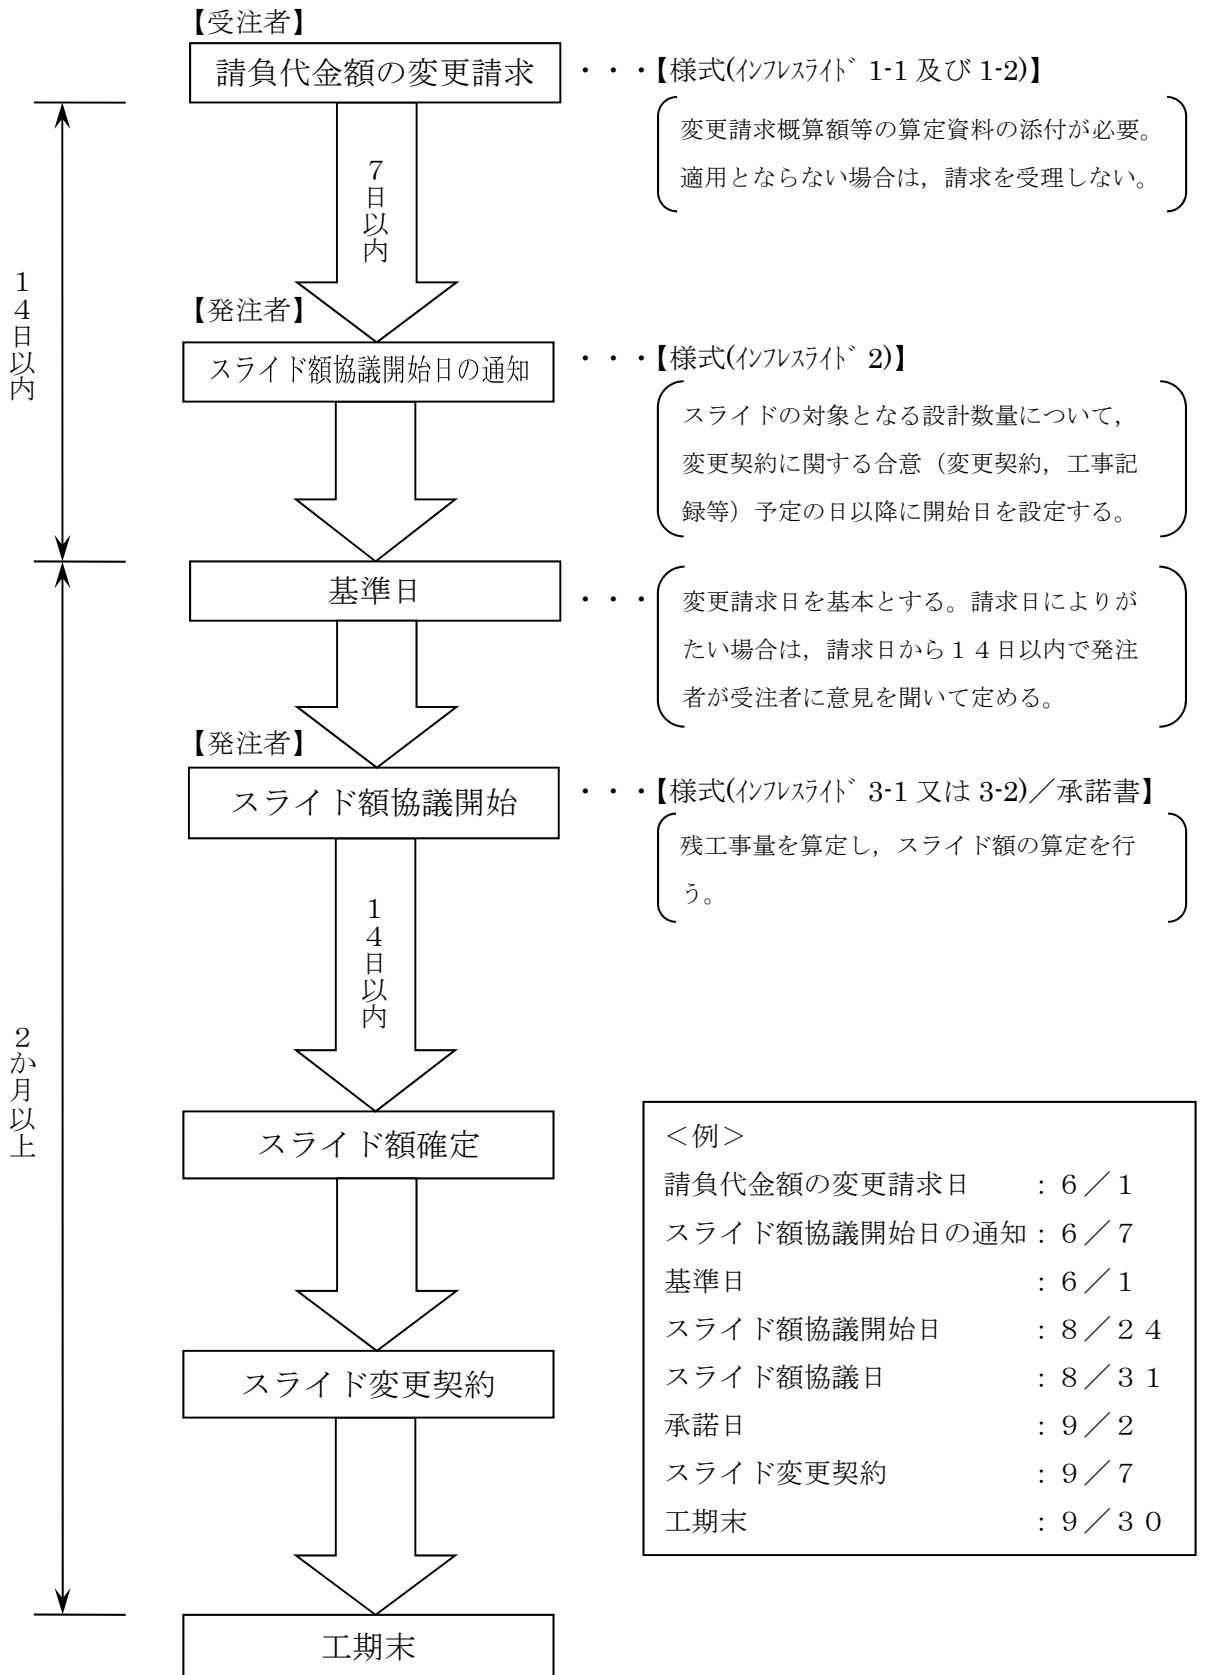 【受注者】
請負代金額の変更請求 ・・・【様式(ｲﾝﾌﾚｽﾗｲﾄﾞ 1-1 及び 1-2)】
変更請求概算額等の算定資料の添付が必要。
適用とならない場合は，請求を受理しない。
７日以内
１４日以内
【発注者】
スライド額協議開始日の通知 ・・・【様式(ｲﾝﾌﾚｽﾗｲﾄﾞ 2)】
スライドの対象となる設計数量について，
変更契約に関する合意（変更契約，工事記
録等）予定の日以降に開始日を設定する。
基準日 ・・・
変更請求日を基本とする。請求日によりが
たい場合は，請求日から１４日以内で発注
者が受注者に意見を聞いて定める。
【発注者】
スライド額協議開始 ・・・【様式(ｲﾝﾌﾚｽﾗｲﾄﾞ 3-1 又は 3-2)／承諾書】
残工事量を算定し，スライド額の算定を行
う。
１４日以内
２か月以上
スライド額確定
スライド変更契約
工期末
＜例＞
請負代金額の変更請求日　：６／１
スライド額協議開始日の通知：６／７
基準日　：６／１
スライド額協議開始日　：８／２４
スライド額協議日　：８／３１
承諾日　：９／２
スライド変更契約　：９／７
工期末　：９／３０